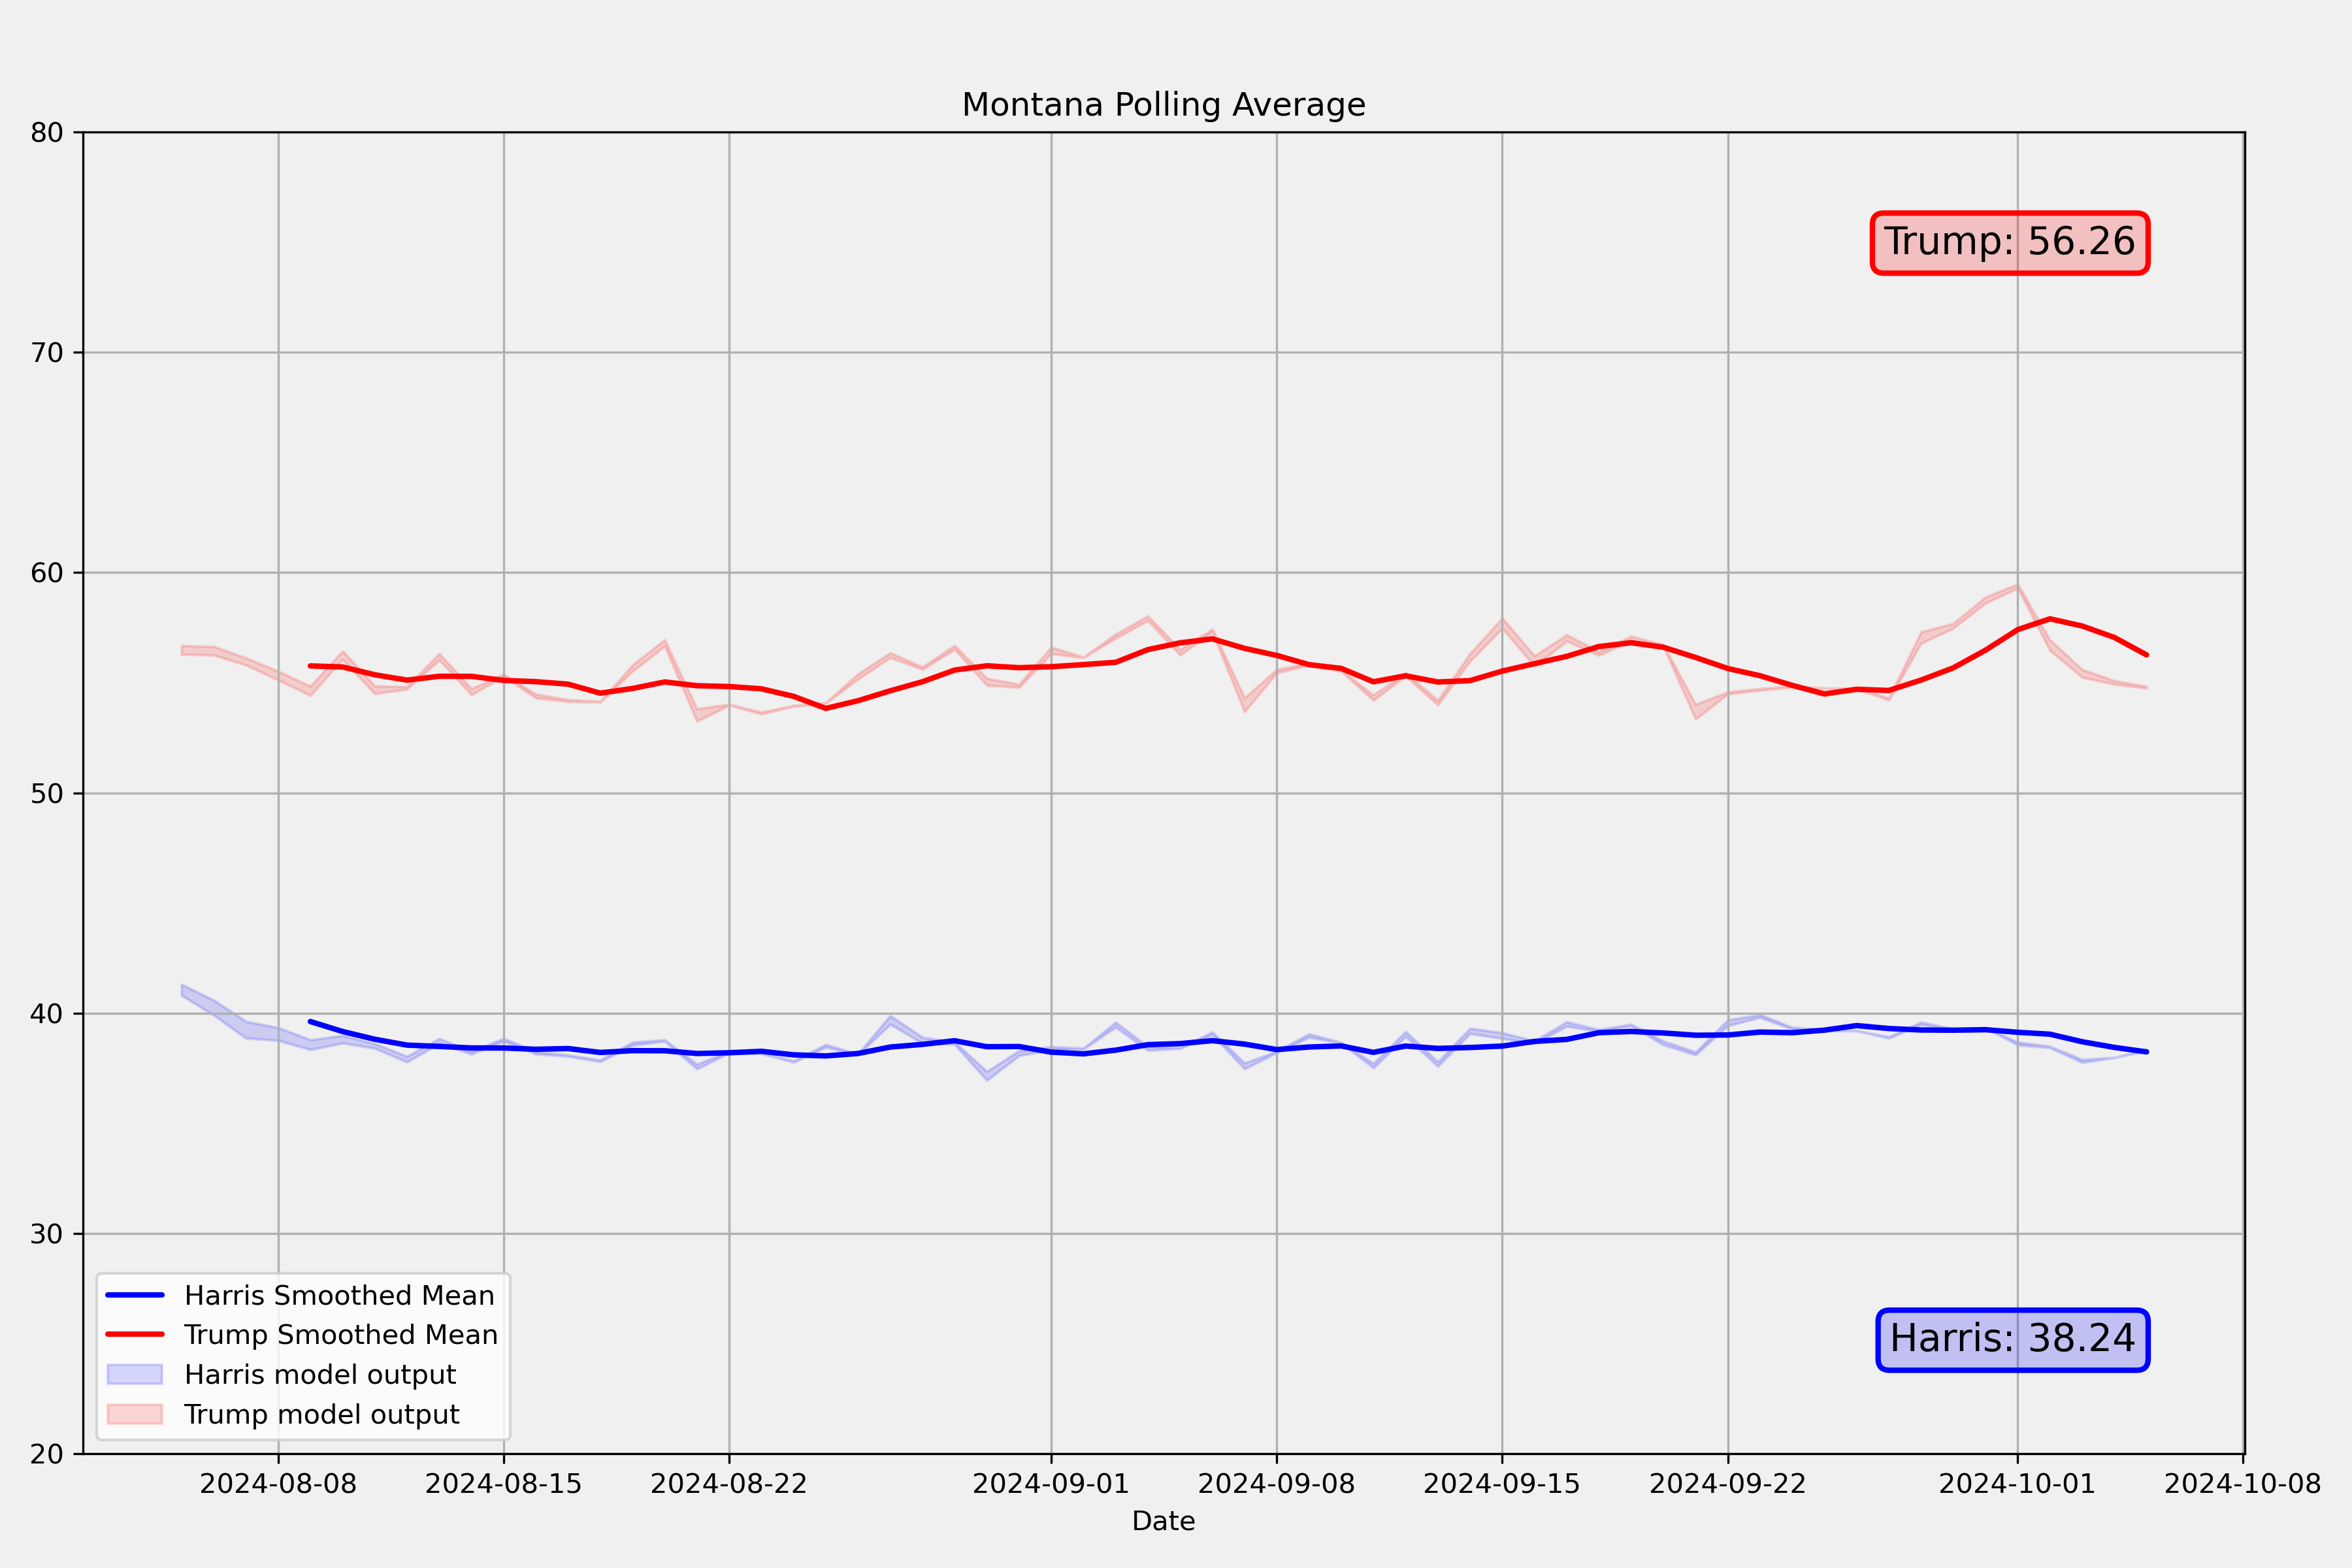 Montana Polling Average
80
70
60
50
40
30
20
Trump: 56.26
Harris: 38.24
Harris Smoothed Mean
Trump Smoothed Mean
Harris model output
Trump model output
2024-08-08 2024-08-15 2024-08-22 2024-09-01 2024-09-08 2024-09-15 2024-09-22 2024-10-01 2024-10-08
Date